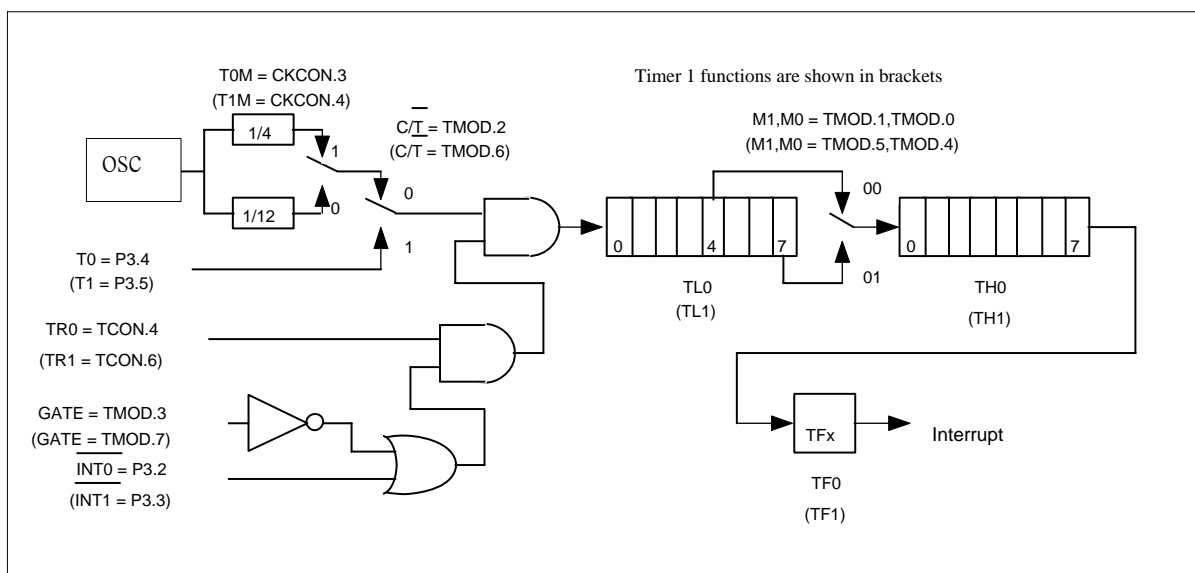 T0M = CKCON.3
(T1M = CKCON.4)
Timer 1 functions are shown in brackets
C/T̅ = TMOD.2
(C/T̅ = TMOD.6)
M1,M0 = TMOD.1,TMOD.0
(M1,M0 = TMOD.5,TMOD.4)
OSC
1/4
1
1/12
0
0
1
00
01
0
4
7
0
7
T0 = P3.4
(T1 = P3.5)
TL0
(TL1)
TH0
(TH1)
TR0 = TCON.4
(TR1 = TCON.6)
GATE = TMOD.3
(GATE = TMOD.7)
I̅N̅T̅0̅ = P3.2
(I̅N̅T̅1̅ = P3.3)
TFx
Interrupt
TF0
(TF1)